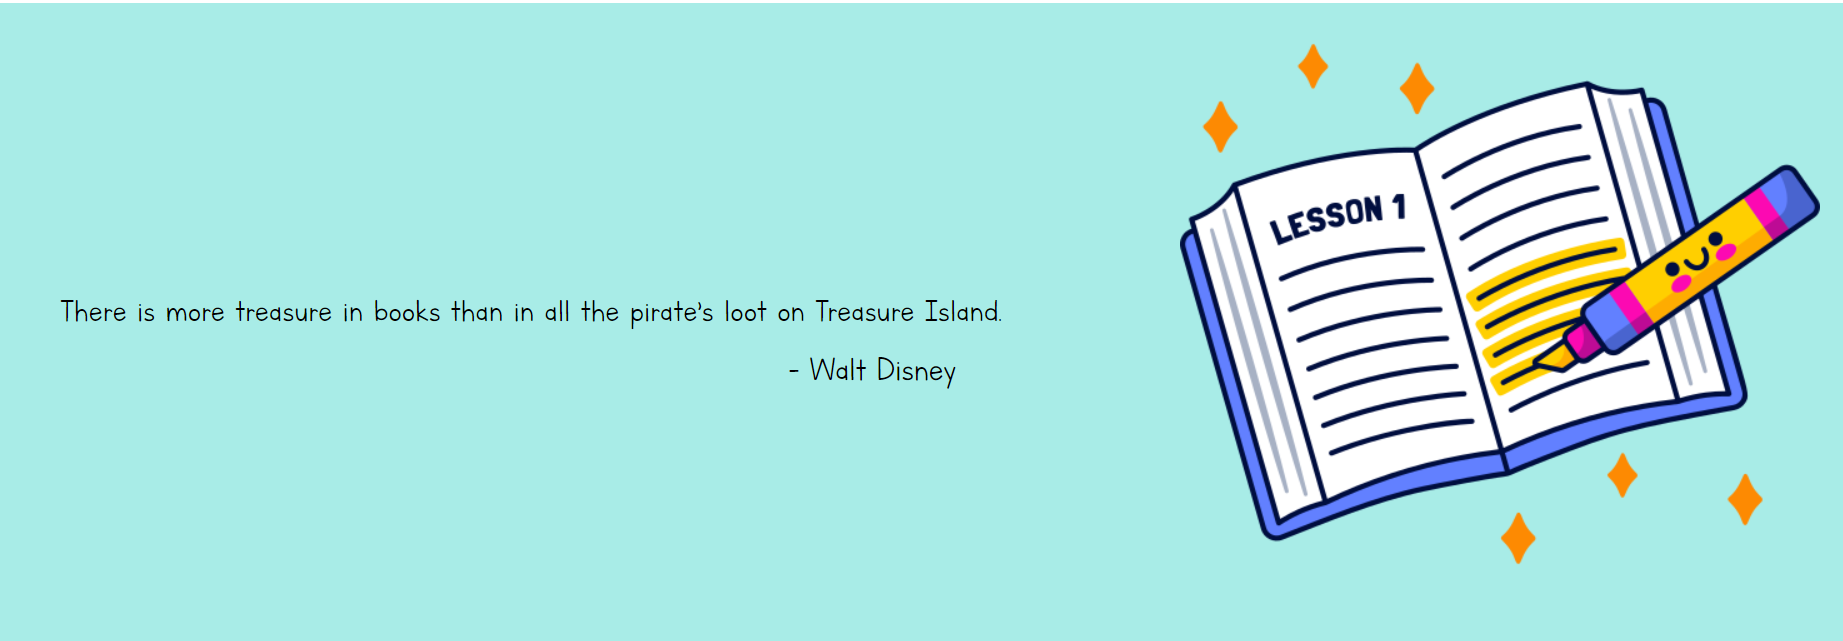 There is more treasure in books than in all the pirate's loot on Treasure Island.
- Walt Disney
LESSON 1